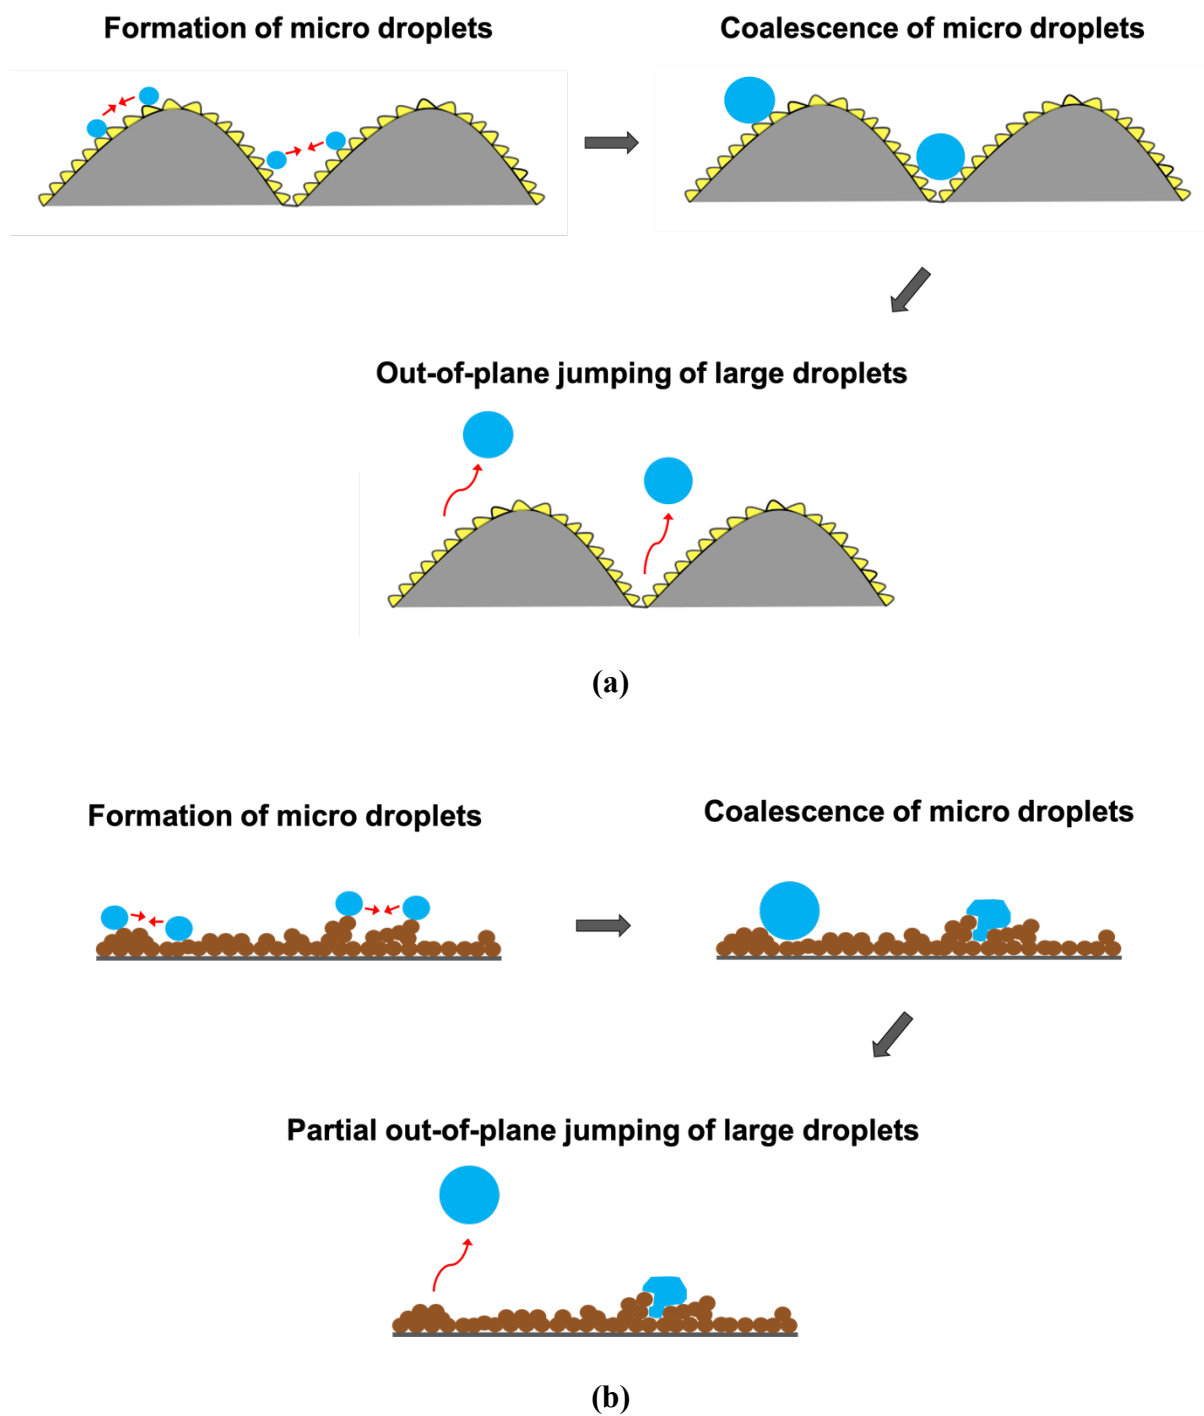 Formation of micro droplets
Coalescence of micro droplets
Out-of-plane jumping of large droplets
(a)
Formation of micro droplets
Coalescence of micro droplets
Partial out-of-plane jumping of large droplets
(b)